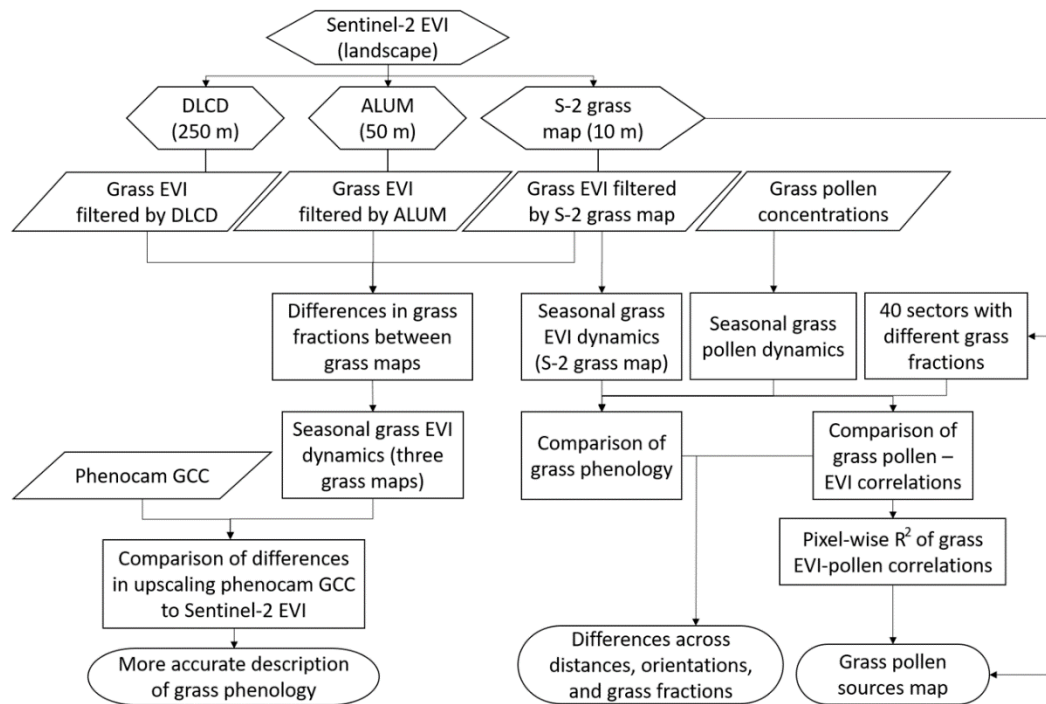 Sentinel-2 EVI
(landscape)
DLCD
(250 m)
ALUM
(50 m)
S-2 grass
map (10 m)
Grass EVI
filtered by DLCD
Grass EVI
filtered by ALUM
Grass EVI filtered
by S-2 grass map
Grass pollen
concentrations
Differences in grass
fractions between
grass maps
Seasonal grass
EVI dynamics
(S-2 grass map)
Seasonal grass
pollen dynamics
40 sectors with
different grass
fractions
Phenocam GCC
Seasonal grass EVI
dynamics (three
grass maps)
Comparison of
grass phenology
Comparison of
grass pollen –
EVI correlations
Comparison of differences
in upscaling phenocam GCC
to Sentinel-2 EVI
Pixel-wise R² of grass
EVI-pollen correlations
More accurate description
of grass phenology
Differences across
distances, orientations,
and grass fractions
Grass pollen
sources map